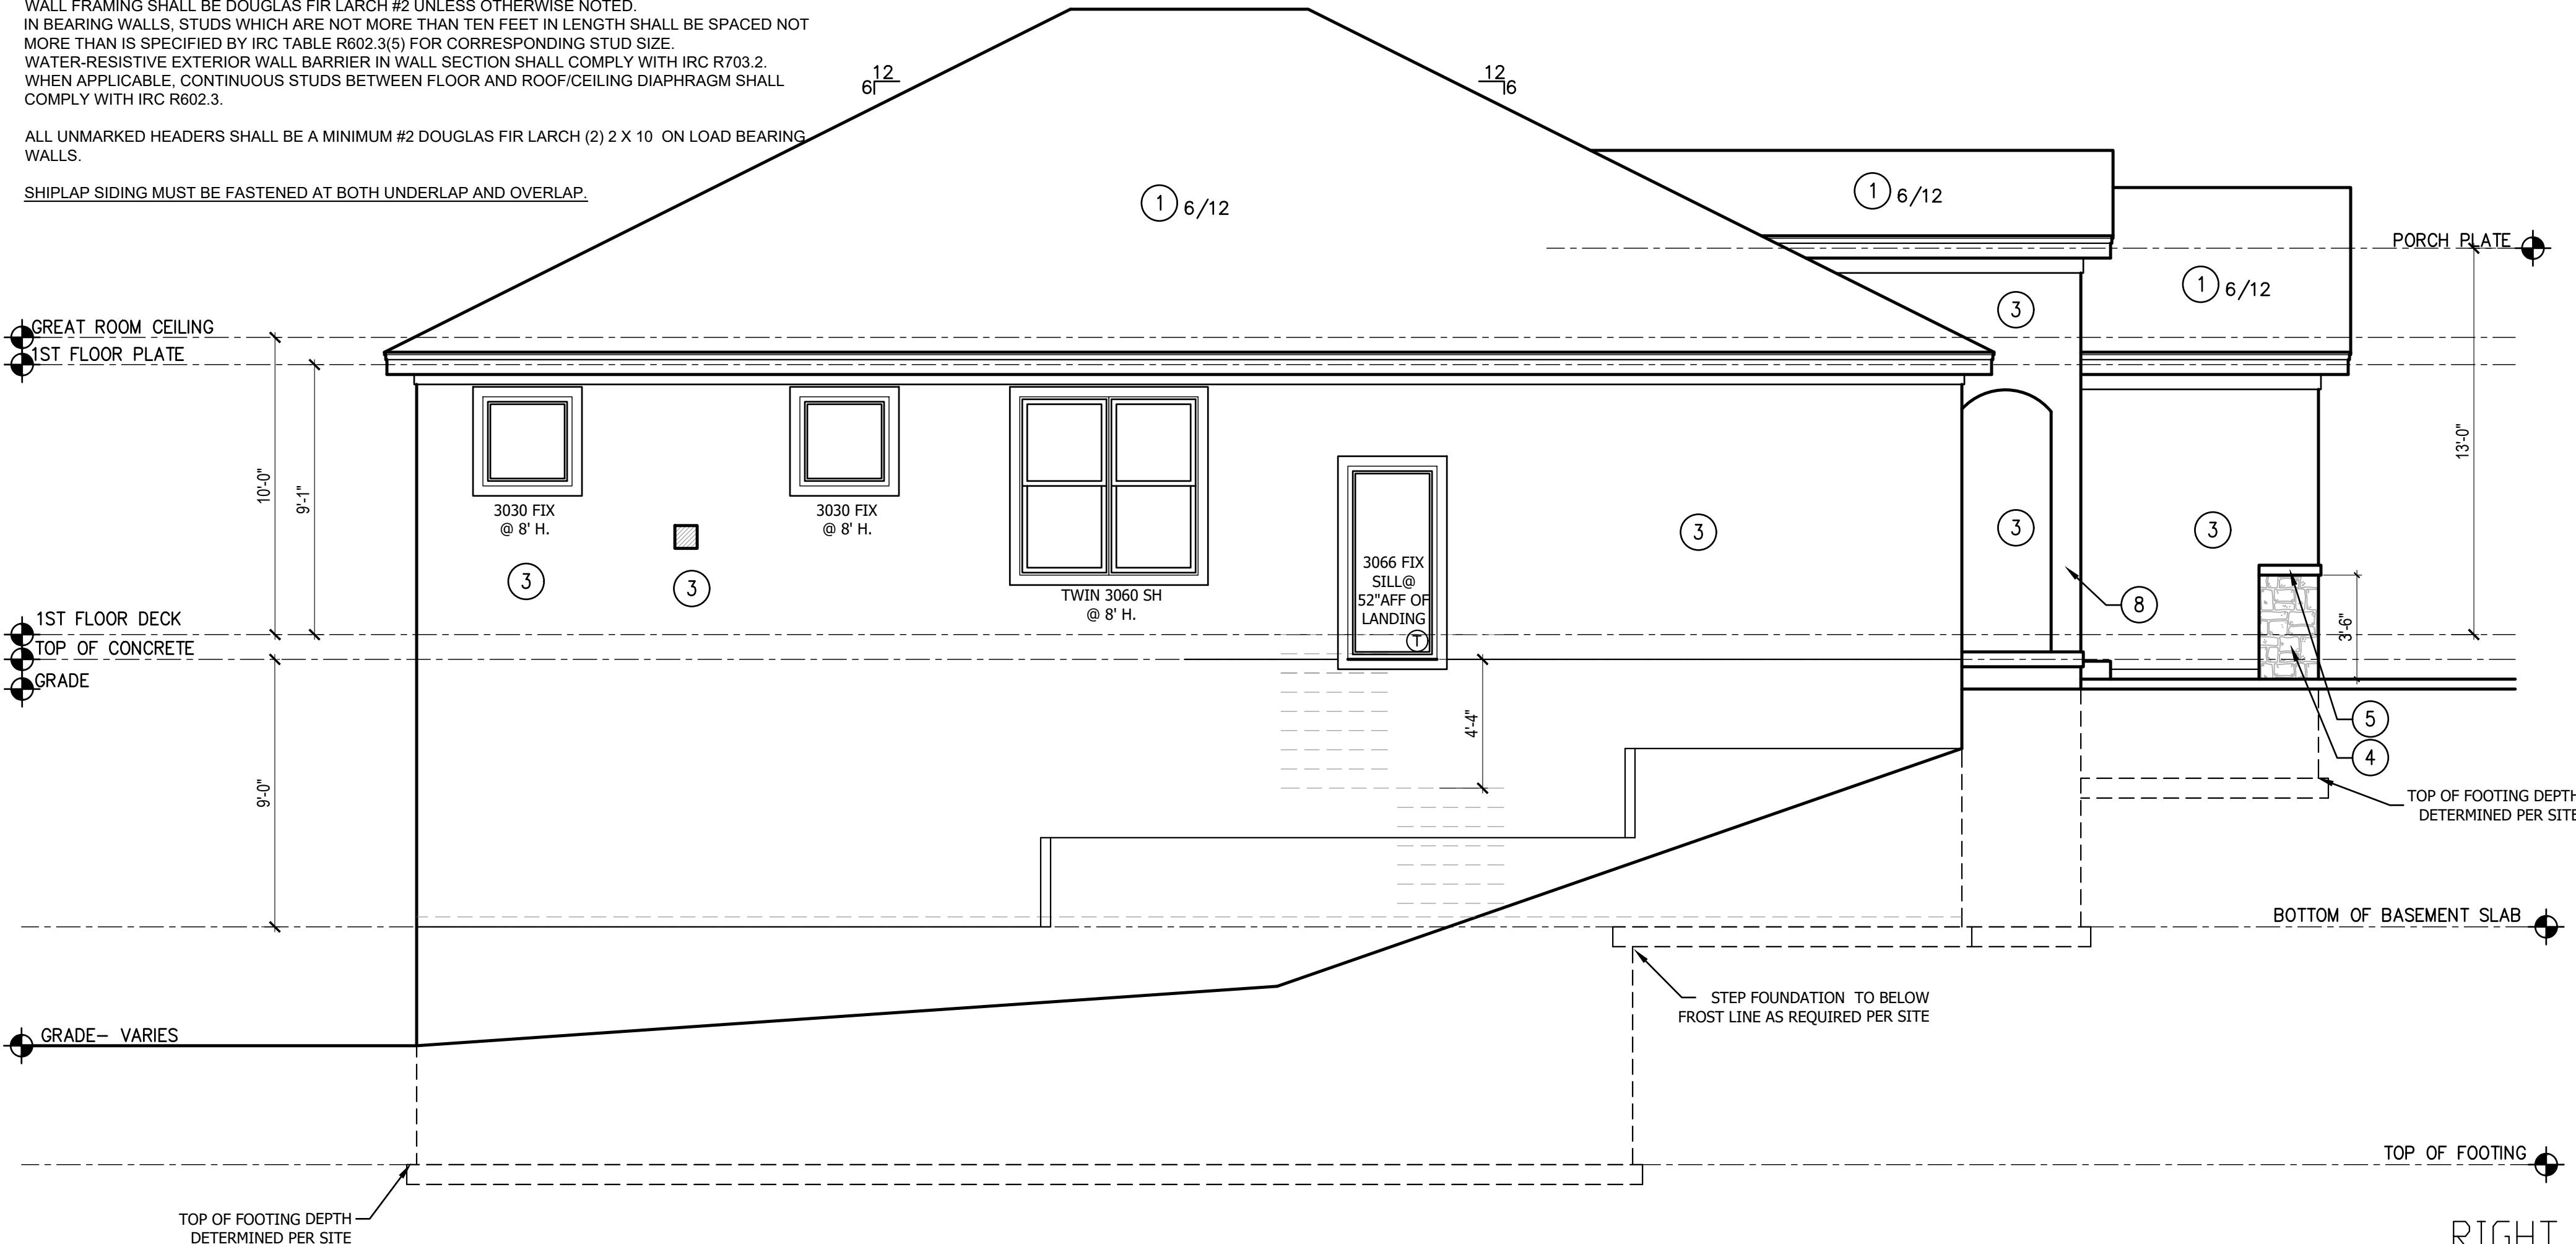 WALL FRAMING SHALL BE DOUGLAS FIR LARCH #2 UNLESS OTHERWISE NOTED.
IN BEARING WALLS, STUDS WHICH ARE NOT MORE THAN TEN FEET IN LENGTH SHALL BE SPACED NOT
MORE THAN IS SPECIFIED BY IRC TABLE R602.3(5) FOR CORRESPONDING STUD SIZE.
WATER-RESISTIVE EXTERIOR WALL BARRIER IN WALL SECTION SHALL COMPLY WITH IRC R703.2.
WHEN APPLICABLE, CONTINUOUS STUDS BETWEEN FLOOR AND ROOF/CEILING DIAPHRAGM SHALL
COMPLY WITH IRC R602.3.
ALL UNMARKED HEADERS SHALL BE A MINIMUM #2 DOUGLAS FIR LARCH (2) 2 X 10 ON LOAD BEARING
WALLS.
SHIPLAP SIDING MUST BE FASTENED AT BOTH UNDERLAP AND OVERLAP.
12
6
12
6
1 6/12
1 6/12
1 6/12
PORCH PLATE
GREAT ROOM CEILING
1ST FLOOR PLATE
3
10'-0"
9'-1"
13'-0"
3030 FIX
@ 8' H.
3030 FIX
@ 8' H.
3
3
TWIN 3060 SH
@ 8' H.
3066 FIX
SILL@
52"AFF OF
LANDING
T
3
3
3
8
3'-6"
1ST FLOOR DECK
TOP OF CONCRETE
GRADE
4'-4"
9'-0"
5
4
TOP OF FOOTING DEPTH
DETERMINED PER SITE
BOTTOM OF BASEMENT SLAB
STEP FOUNDATION TO BELOW
FROST LINE AS REQUIRED PER SITE
GRADE- VARIES
TOP OF FOOTING
TOP OF FOOTING DEPTH
DETERMINED PER SITE
RIGHT